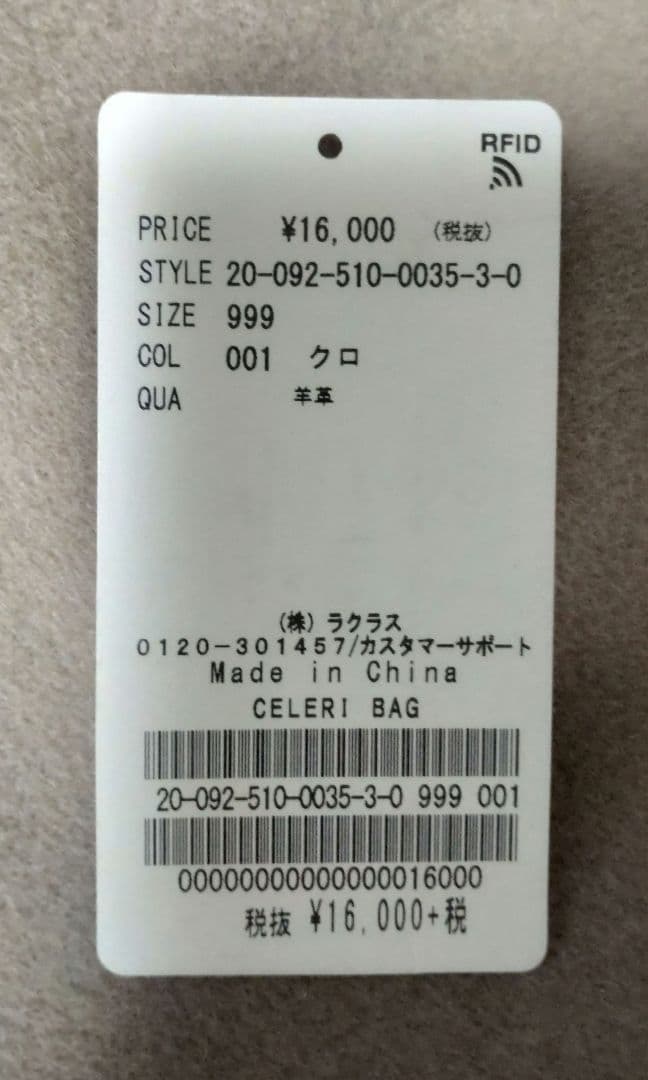 RFID
PRICE ¥16,000 (税抜)
STYLE 20-092-510-0035-3-0
SIZE 999
COL 001 クロ
QUA 羊革
(株) ラクラス
0120-301457/カスタマーサポート
Made in China
CELERI BAG
20-092-510-0035-3-0 999 001
00000000000000016000
税抜 ¥16,000+税